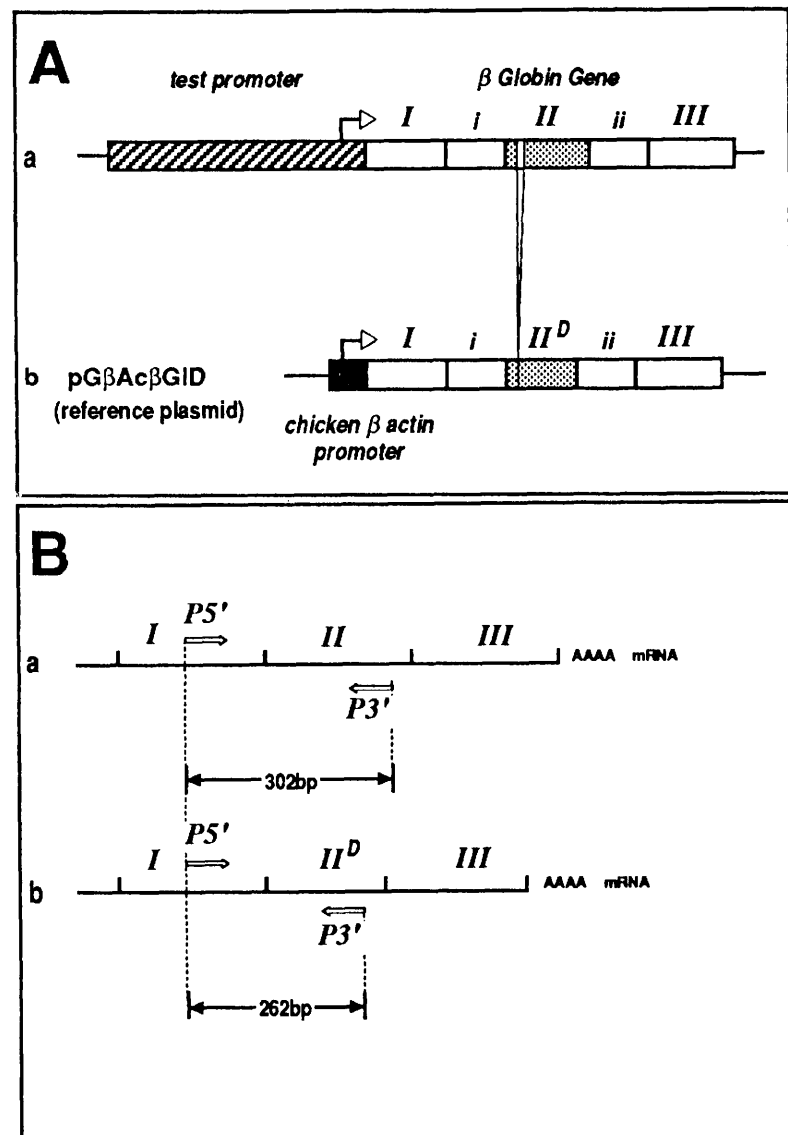 A
test promoter β Globin Gene
I i II ii III
a
I i II^D ii III
b pGβAcβGID
(reference plasmid)
chicken β actin
promoter
B
I P5' II III
a AAAA mRNA
P3'
302bp
P5'
I II^D III
b AAAA mRNA
P3'
262bp